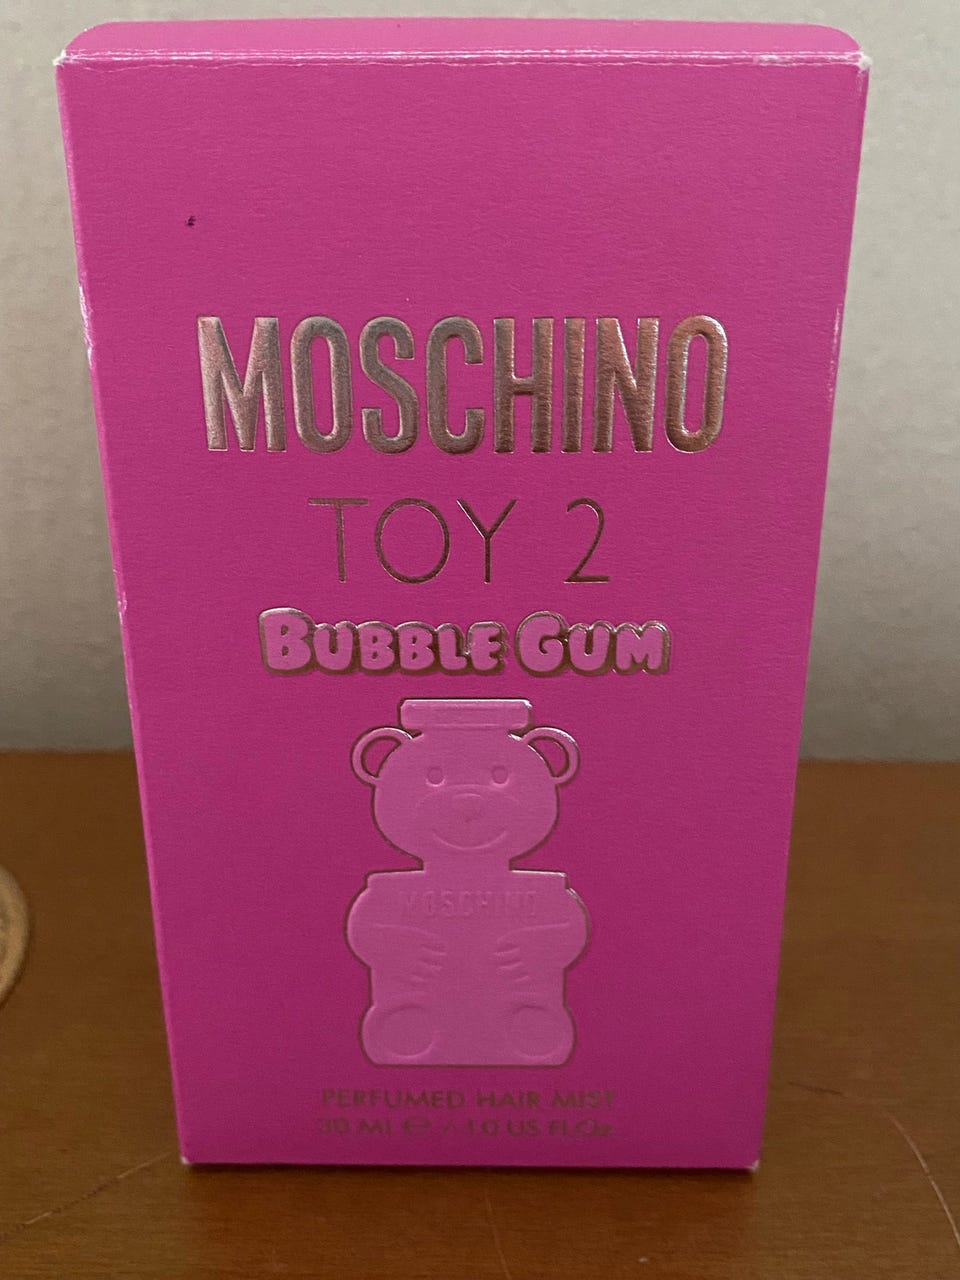 MOSCHINO
TOY 2
BUBBLE GUM
MOSCHINO
PERFUMED HAIR MIST
30 ML ℮ / 1.0 US FL.Oz.